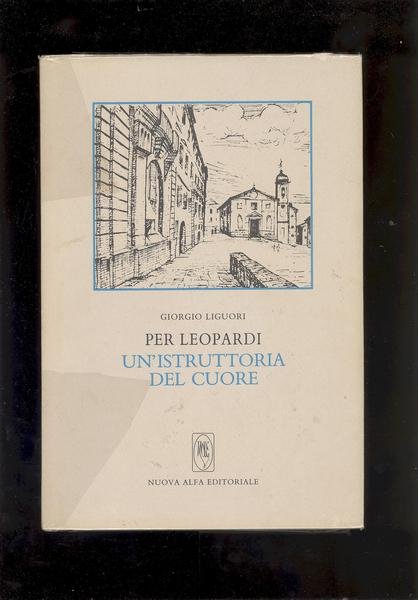 GIORGIO LIGUORI
PER LEOPARDI
UN'ISTRUTTORIA
DEL CUORE
NUOVA ALFA EDITORIALE